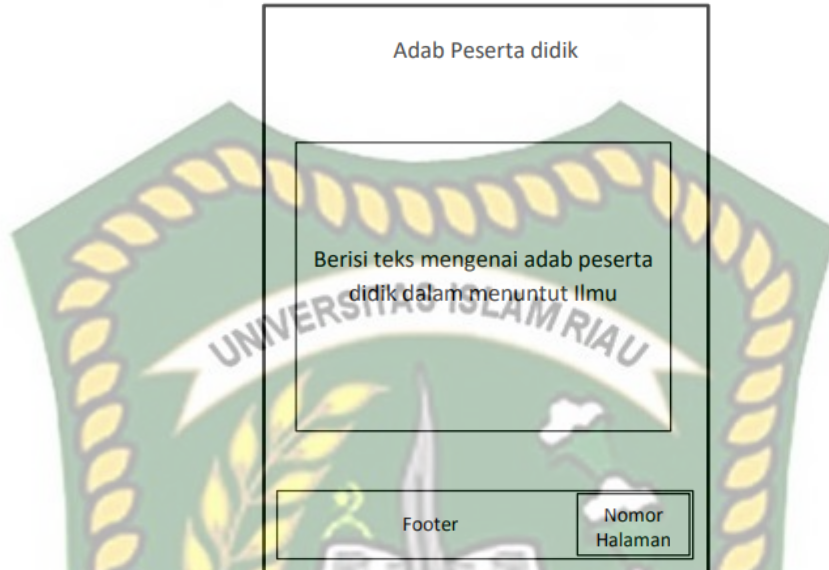 Adab Peserta didik
Berisi teks mengenai adab peserta
didik dalam menuntut Ilmu
UNIVERSITAS ISLAM RIAU
Footer
Nomor
Halaman